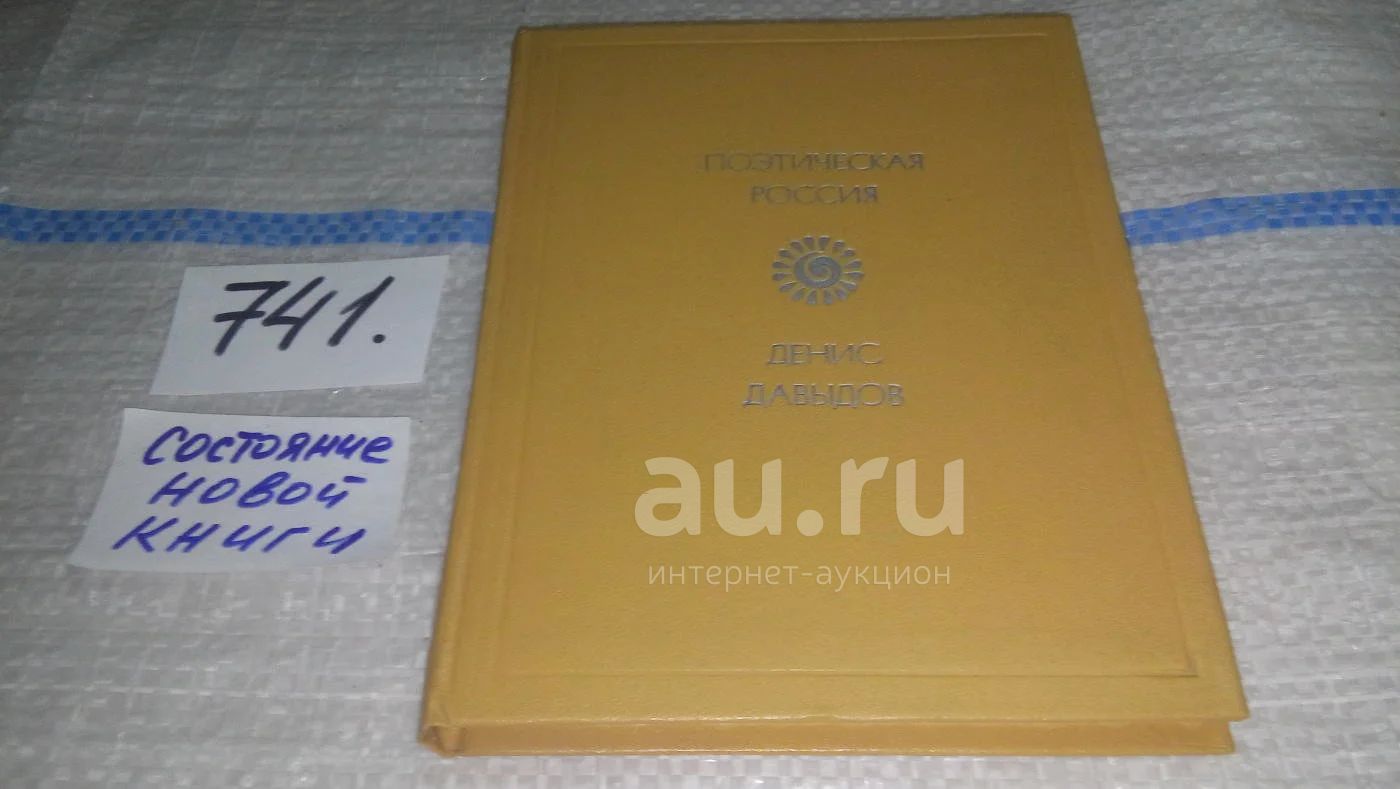 ПОЭТИЧЕСКАЯ
РОССИЯ
ДЕНИС
ДАВЫДОВ
741.
Состояние
новой
книги
au.ru
интернет-аукцион